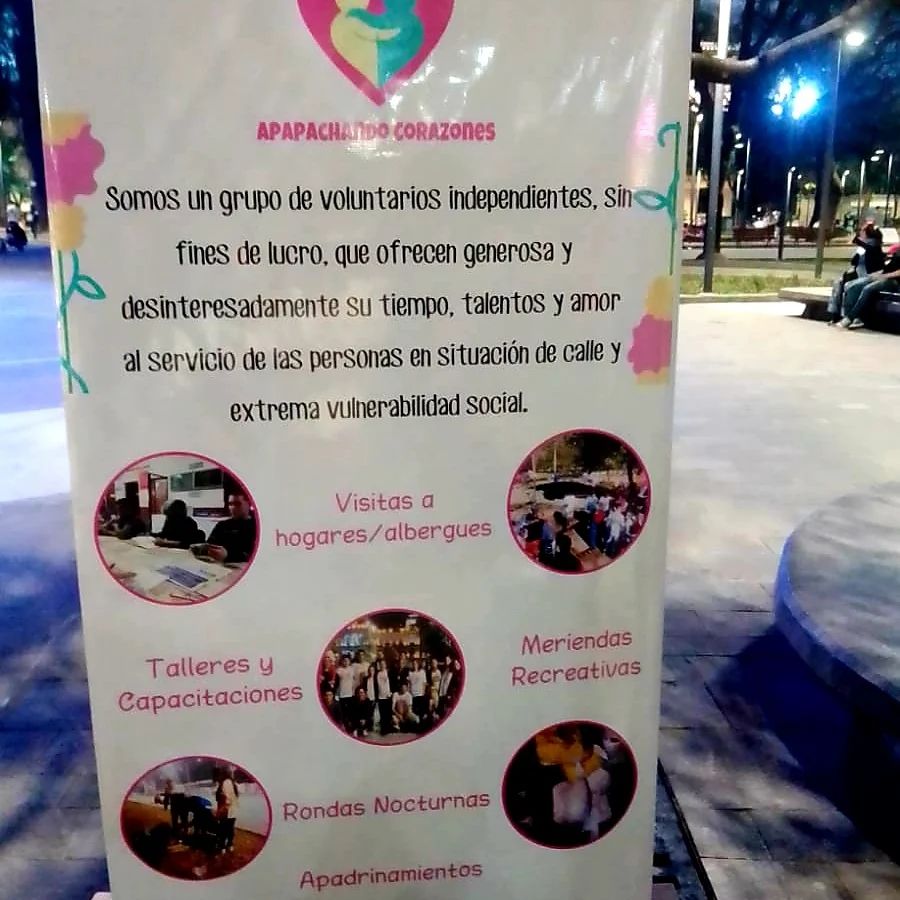 APAPACHANDO CORAZONES
Somos un grupo de voluntarios independientes, sin
fines de lucro, que ofrecen generosa y
desinteresadamente su tiempo, talentos y amor
al servicio de las personas en situación de calle y
extrema vulnerabilidad social.
Visitas a
hogares/albergues
Talleres y
Capacitaciones
Meriendas
Recreativas
Rondas Nocturnas
Apadrinamientos